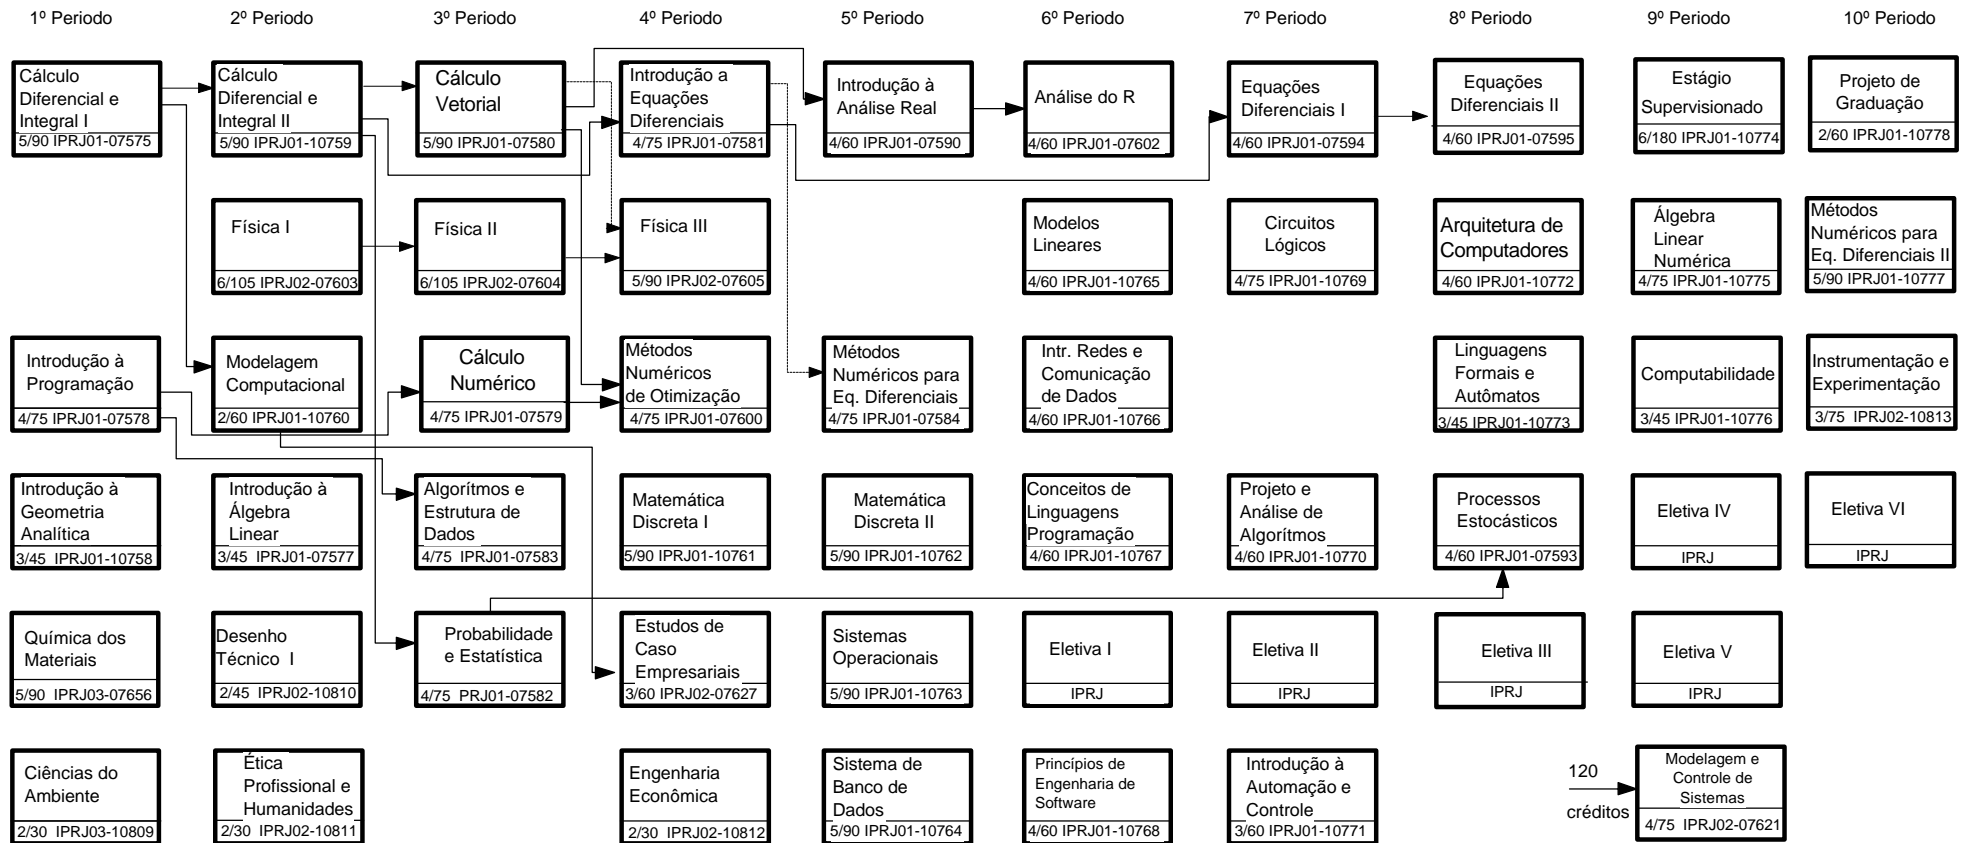 1º Periodo
2º Periodo
3º Periodo
4º Periodo
5º Periodo
6º Periodo
7º Periodo
8º Periodo
9º Periodo
10º Periodo
Cálculo
Diferencial e
Integral I
5/90 IPRJ01-07575
Cálculo
Diferencial e
Integral II
5/90 IPRJ01-10759
Cálculo
Vetorial
5/90 IPRJ01-07580
Introdução a
Equações
Diferenciais
4/75 IPRJ01-07581
Introdução à
Análise Real
4/60 IPRJ01-07590
Análise do R
4/60 IPRJ01-07602
Equações
Diferenciais I
4/60 IPRJ01-07594
Equações
Diferenciais II
4/60 IPRJ01-07595
Estágio
Supervisionado
6/180 IPRJ01-10774
Projeto de
Graduação
2/60 IPRJ01-10778
Física I
6/105 IPRJ02-07603
Física II
6/105 IPRJ02-07604
Física III
5/90 IPRJ02-07605
Modelos
Lineares
4/60 IPRJ01-10765
Circuitos
Lógicos
4/75 IPRJ01-10769
Arquitetura de
Computadores
4/60 IPRJ01-10772
Álgebra
Linear
Numérica
4/75 IPRJ01-10775
Métodos
Numéricos para
Eq. Diferenciais II
5/90 IPRJ01-10777
Introdução à
Programação
4/75 IPRJ01-07578
Modelagem
Computacional
2/60 IPRJ01-10760
Cálculo
Numérico
4/75 IPRJ01-07579
Métodos
Numéricos
de Otimização
4/75 IPRJ01-07600
Métodos
Numéricos para
Eq. Diferenciais
4/75 IPRJ01-07584
Intr. Redes e
Comunicação
de Dados
4/60 IPRJ01-10766
Linguagens
Formais e
Autômatos
3/45 IPRJ01-10773
Computabilidade
3/45 IPRJ01-10776
Instrumentação e
Experimentação
3/75 IPRJ02-10813
Introdução à
Geometria
Analítica
3/45 IPRJ01-10758
Introdução à
Álgebra
Linear
3/45 IPRJ01-07577
Algorítmos e
Estrutura de
Dados
4/75 IPRJ01-07583
Matemática
Discreta I
5/90 IPRJ01-10761
Matemática
Discreta II
5/90 IPRJ01-10762
Conceitos de
Linguagens
Programação
4/60 IPRJ01-10767
Projeto e
Análise de
Algorítmos
4/60 IPRJ01-10770
Processos
Estocásticos
4/60 IPRJ01-07593
Eletiva IV
IPRJ
Eletiva VI
IPRJ
Química dos
Materiais
5/90 IPRJ03-07656
Desenho
Técnico I
2/45 IPRJ02-10810
Probabilidade
e Estatística
4/75 PRJ01-07582
Estudos de
Caso
Empresariais
3/60 IPRJ02-07627
Sistemas
Operacionais
5/90 IPRJ01-10763
Eletiva I
IPRJ
Eletiva II
IPRJ
Eletiva III
IPRJ
Eletiva V
IPRJ
Ciências do
Ambiente
2/30 IPRJ03-10809
Ética
Profissional e
Humanidades
2/30 IPRJ02-10811
Engenharia
Econômica
2/30 IPRJ02-10812
Sistema de
Banco de
Dados
5/90 IPRJ01-10764
Princípios de
Engenharia de
Software
4/60 IPRJ01-10768
Introdução à
Automação e
Controle
3/60 IPRJ01-10771
120
créditos
Modelagem e
Controle de
Sistemas
4/75 IPRJ02-07621